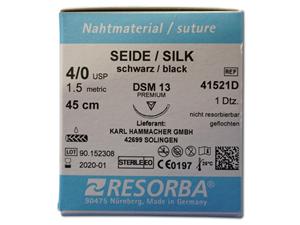 Nahtmaterial / suture
SEIDE / SILK
schwarz / black
4/0 USP
1.5 metric
45 cm
DSM 13
PREMIUM
REF
41521D
1 Dtz.
nicht resorbierbar
geflochten
Lieferant:
KARL HAMMACHER GMBH
42699 SOLINGEN
LOT 90.152308
2020-01
STERILE EO
CE0197
RESORBA®
90475 Nürnberg, Made in Germany